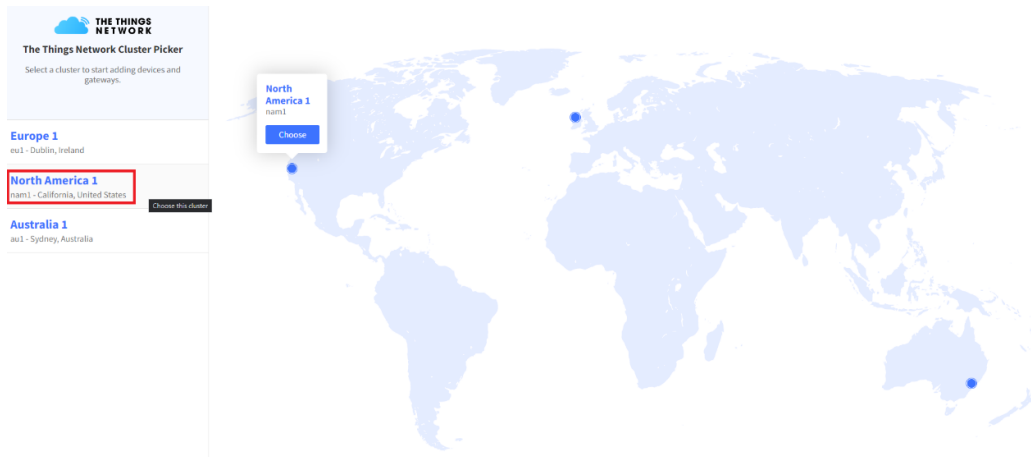 THE THINGS
NETWORK
The Things Network Cluster Picker
Select a cluster to start adding devices and
gateways.
Europe 1
eu1 - Dublin, Ireland
North America 1
nam1 - California, United States
Choose this cluster
Australia 1
au1 - Sydney, Australia
North
America 1
nam1
Choose